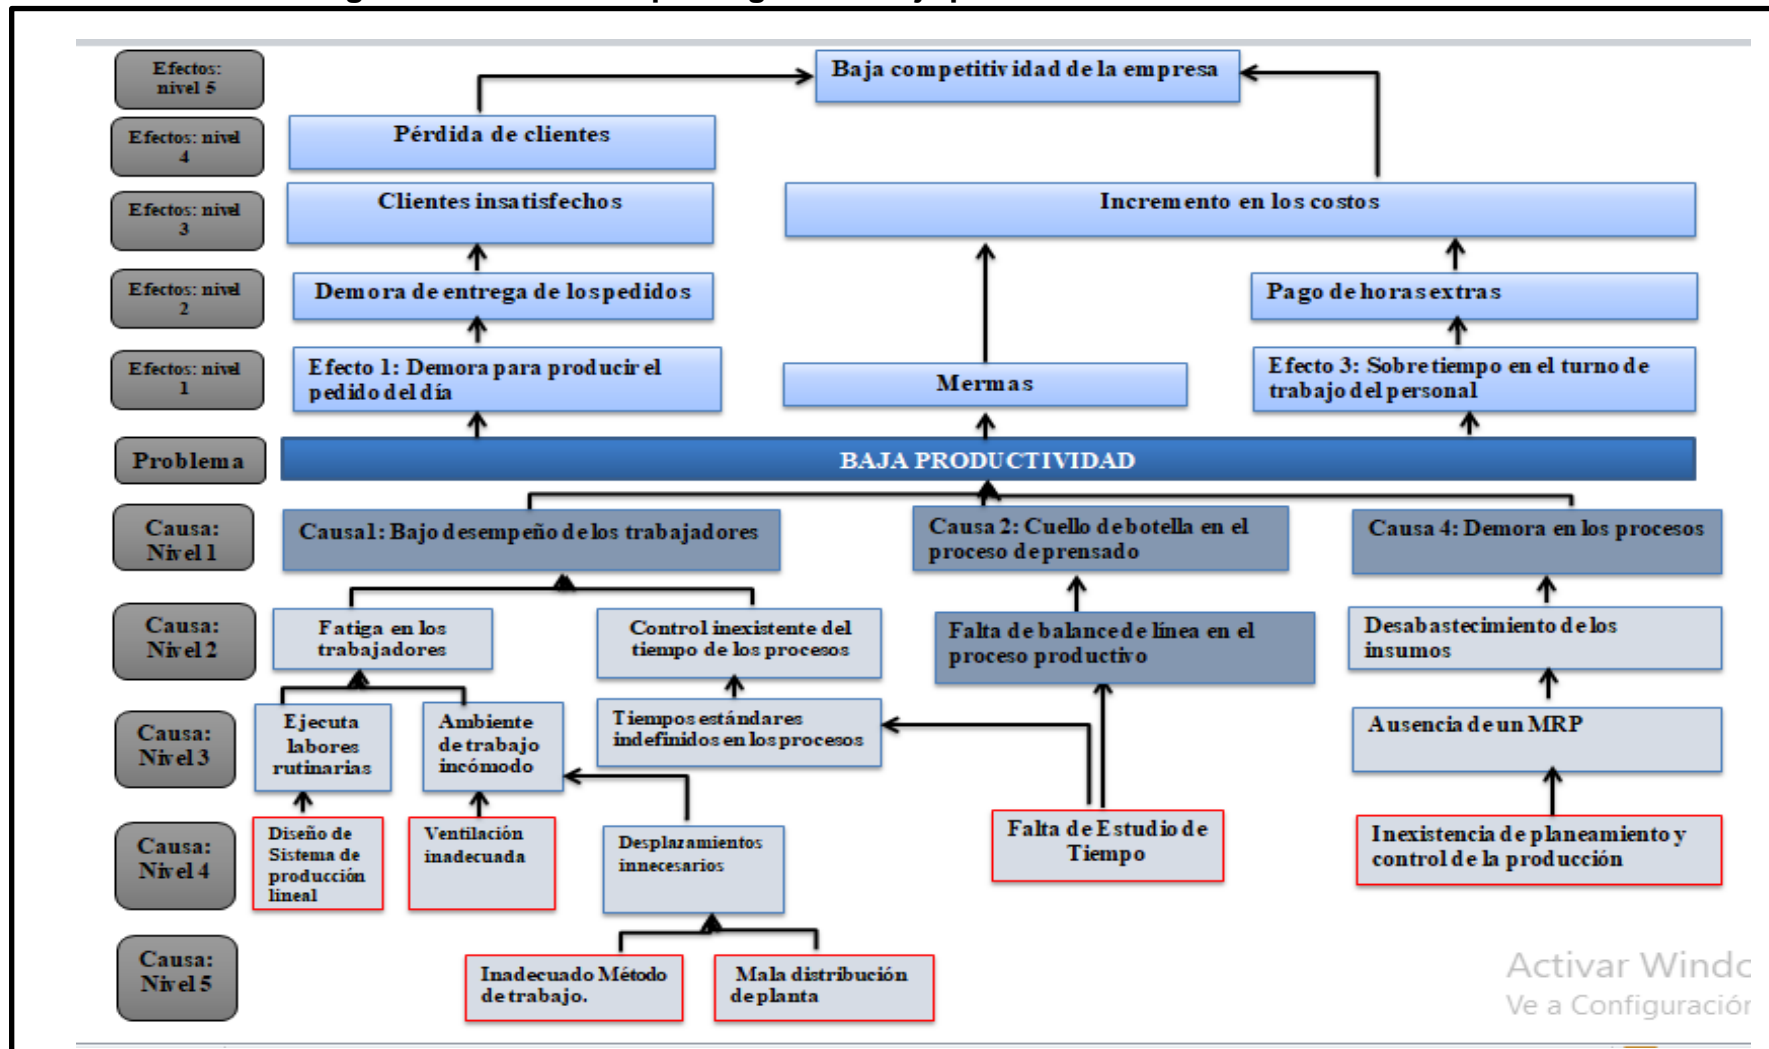 Efectos:
nivel 5
Baja competitividad de la empresa
Efectos: nivel
4
Pérdida de clientes
Efectos: nivel
3
Clientes insatisfechos
Incremento en los costos
Efectos: nivel
2
Demora de entrega de los pedidos
Pago de horas extras
Efectos: nivel
1
Efecto 1: Demora para producir el
pedido del día
Mermas
Efecto 3: Sobretiempo en el turno de
trabajo del personal
Problema
BAJA PRODUCTIVIDAD
Causa:
Nivel 1
Causa1: Bajo desempeño de los trabajadores
Causa 2: Cuello de botella en el
proceso de prensado
Causa 4: Demora en los procesos
Causa:
Nivel 2
Fatiga en los
trabajadores
Control inexistente del
tiempo de los procesos
Falta de balance de línea en el
proceso productivo
Desabastecimiento de los
insumos
Causa:
Nivel 3
Ejecuta
labores
rutinarias
Ambiente
de trabajo
incómodo
Tiempos estándares
indefinidos en los procesos
Ausencia de un MRP
Causa:
Nivel 4
Diseño de
Sistema de
producción
lineal
Ventilación
inadecuada
Desplazamientos
innecesarios
Falta de Estudio de
Tiempo
Inexistencia de planeamiento y
control de la producción
Causa:
Nivel 5
Inadecuado Método
de trabajo.
Mala distribución
de planta
Activar Windo
Ve a Configuración